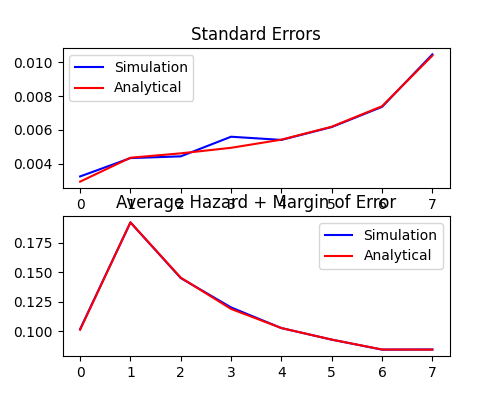 Standard Errors
0.010
0.008
0.006
0.004
Simulation
Analytical
0 1 2 3 4 5 6 7
Average Hazard + Margin of Error
0.175
0.150
0.125
0.100
Simulation
Analytical
0 1 2 3 4 5 6 7